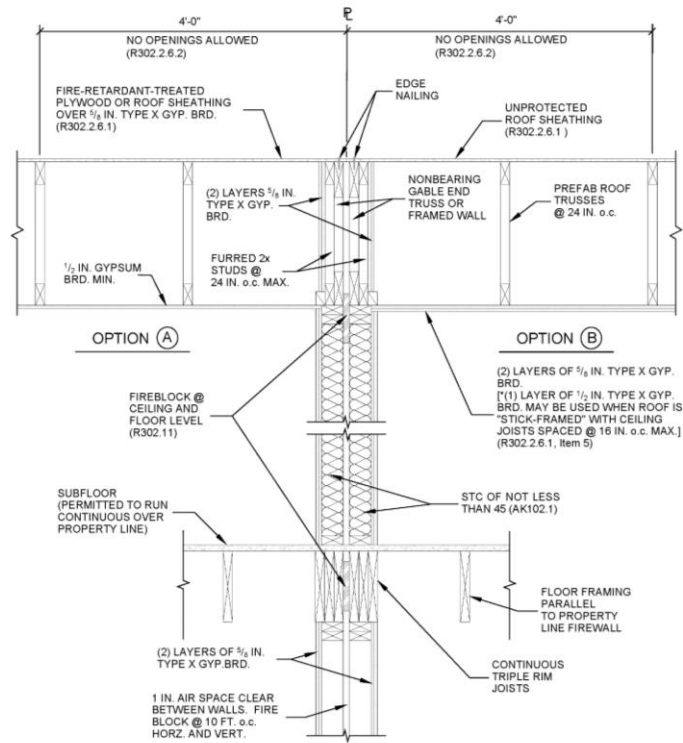 4'-0"
℄
4'-0"
NO OPENINGS ALLOWED
(R302.2.6.2)
NO OPENINGS ALLOWED
(R302.2.6.2)
FIRE-RETARDANT-TREATED
PLYWOOD OR ROOF SHEATHING
OVER ⁵/₈ IN. TYPE X GYP. BRD.
(R302.2.6.1)
EDGE
NAILING
UNPROTECTED
ROOF SHEATHING
(R302.2.6.1 )
(2) LAYERS ⁵/₈ IN.
TYPE X GYP.
BRD.
NONBEARING
GABLE END
TRUSS OR
FRAMED WALL
PREFAB ROOF
TRUSSES
@ 24 IN. o.c.
FURRED 2x
STUDS @
24 IN. o.c. MAX.
¹/₂ IN. GYPSUM
BRD. MIN.
OPTION A
OPTION B
(2) LAYERS OF ⁵/₈ IN. TYPE X GYP.
BRD.
[*(1) LAYER OF ¹/₂ IN. TYPE X GYP.
BRD. MAY BE USED WHEN ROOF IS
"STICK-FRAMED" WITH CEILING
JOISTS SPACED @ 16 IN. o.c. MAX.]
(R302.2.6.1, Item 5)
FIREBLOCK @
CEILING AND
FLOOR LEVEL
(R302.11)
SUBFLOOR
(PERMITTED TO RUN
CONTINUOUS OVER
PROPERTY LINE)
STC OF NOT LESS
THAN 45 (AK102.1)
FLOOR FRAMING
PARALLEL
TO PROPERTY
LINE FIREWALL
(2) LAYERS OF ⁵/₈ IN.
TYPE X GYP.BRD.
CONTINUOUS
TRIPLE RIM
JOISTS
1 IN. AIR SPACE CLEAR
BETWEEN WALLS. FIRE
BLOCK @ 10 FT. o.c.
HORZ. AND VERT.